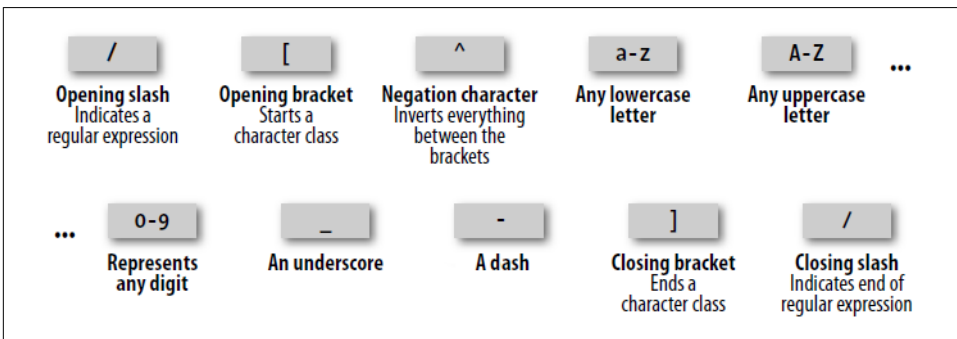 / [ ^ a-z A-Z ...
Opening slash Opening bracket Negation character Any lowercase Any uppercase
Indicates a Starts a Inverts everything letter letter
regular expression character class between the
brackets
... 0-9 _ - ] /
Represents An underscore A dash Closing bracket Closing slash
any digit Ends a Indicates end of
character class regular expression